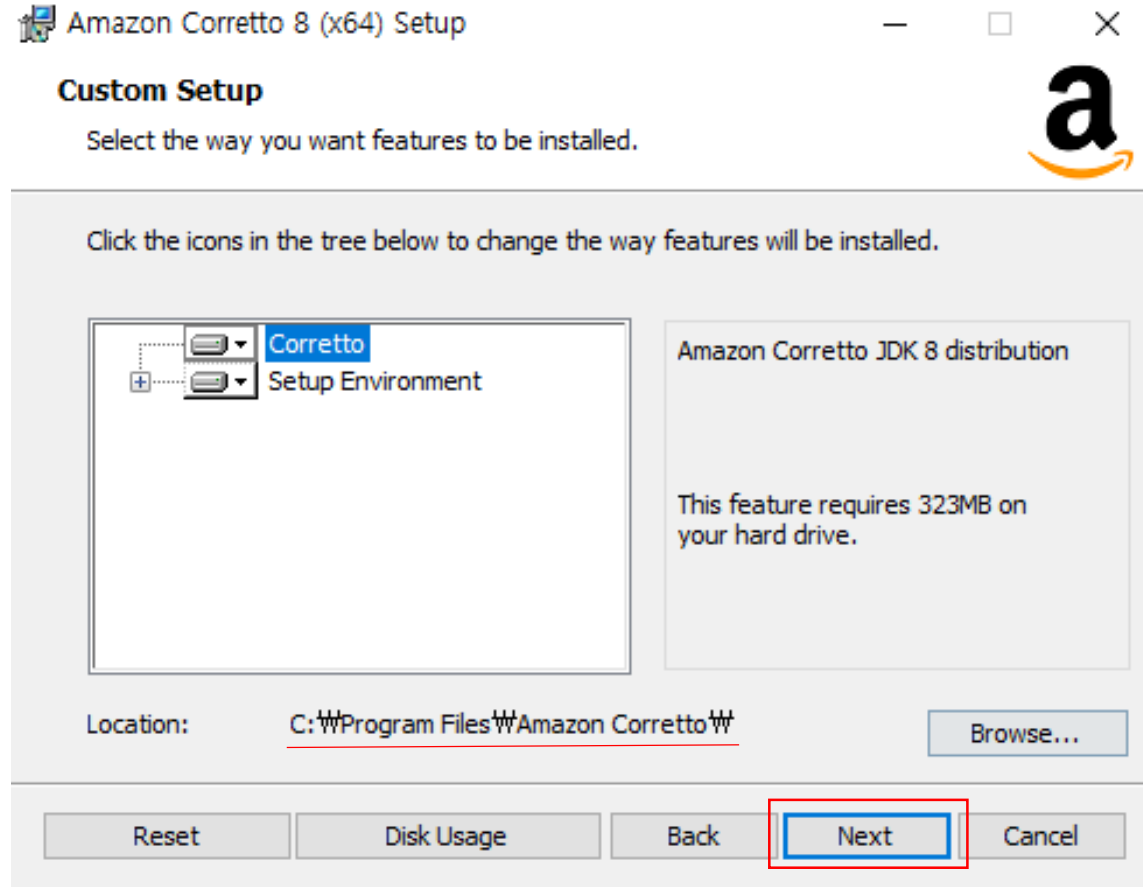 Amazon Corretto 8 (x64) Setup
Custom Setup
Select the way you want features to be installed.
a
Click the icons in the tree below to change the way features will be installed.
Corretto
Setup Environment
Amazon Corretto JDK 8 distribution
This feature requires 323MB on
your hard drive.
Location: C:₩Program Files₩Amazon Corretto₩
Browse...
Reset Disk Usage Back Next Cancel